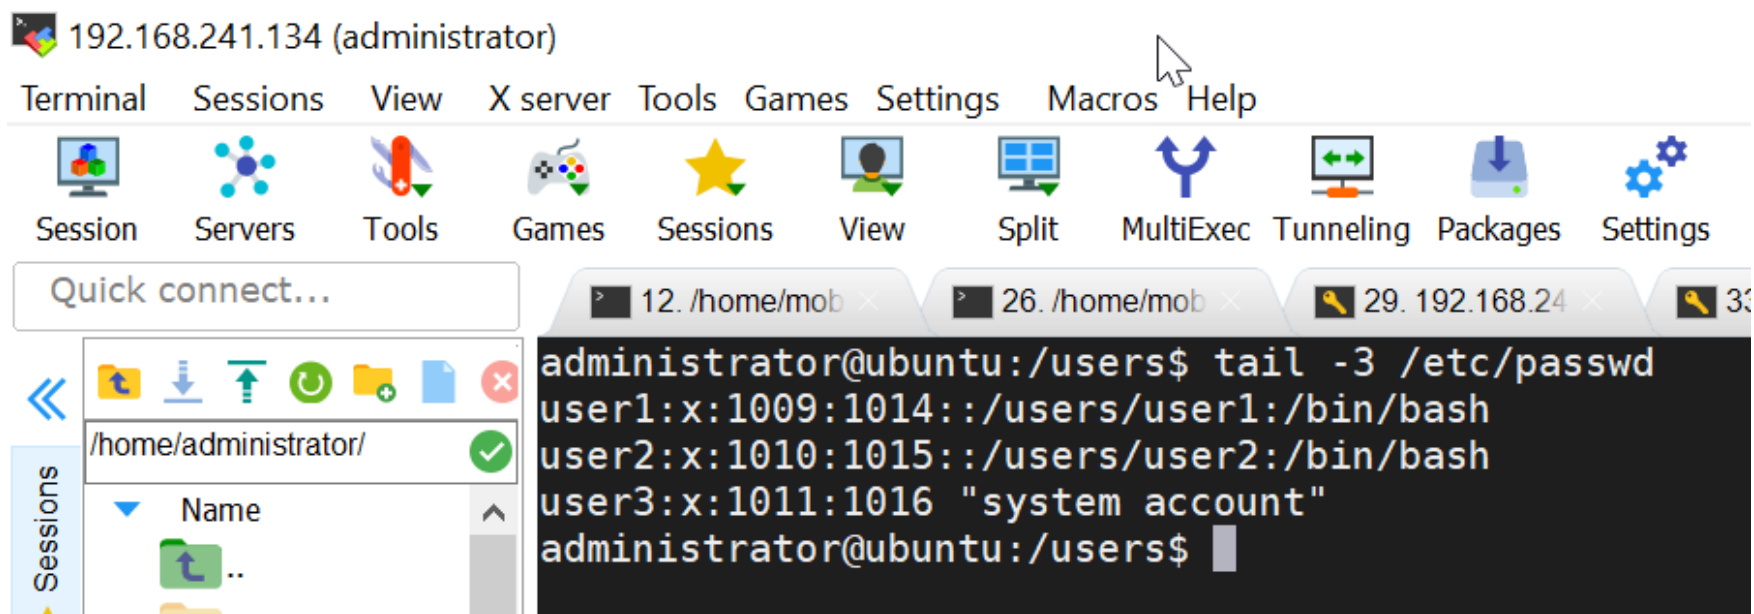 192.168.241.134 (administrator)
Terminal Sessions View X server Tools Games Settings Macros Help
Session Servers Tools Games Sessions View Split MultiExec Tunneling Packages Settings
Quick connect...
12. /home/mob 26. /home/mob 29. 192.168.24 33
/home/administrator/
Name
..
Sessions
administrator@ubuntu:/users$ tail -3 /etc/passwd
user1:x:1009:1014::/users/user1:/bin/bash
user2:x:1010:1015::/users/user2:/bin/bash
user3:x:1011:1016 "system account"
administrator@ubuntu:/users$